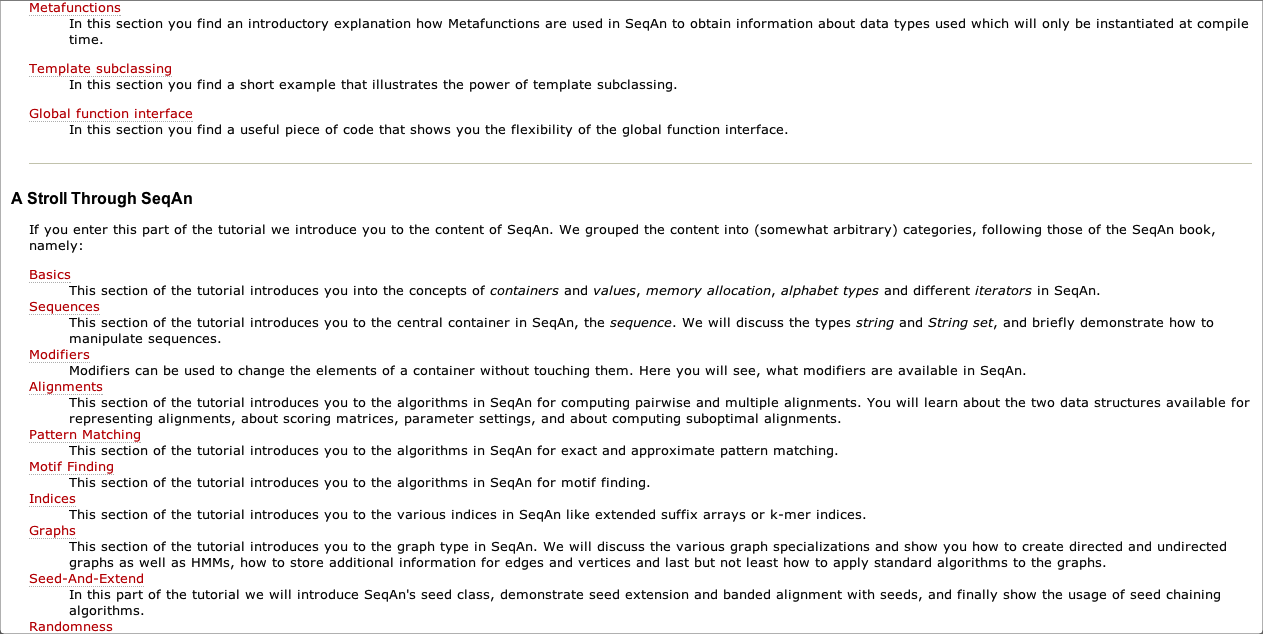 Metafunctions
In this section you find an introductory explanation how Metafunctions are used in SeqAn to obtain information about data types used which will only be instantiated at compile
time.
Template subclassing
In this section you find a short example that illustrates the power of template subclassing.
Global function interface
In this section you find a useful piece of code that shows you the flexibility of the global function interface.
A Stroll Through SeqAn
If you enter this part of the tutorial we introduce you to the content of SeqAn. We grouped the content into (somewhat arbitrary) categories, following those of the SeqAn book,
namely:
Basics
This section of the tutorial introduces you into the concepts of containers and values, memory allocation, alphabet types and different iterators in SeqAn.
Sequences
This section of the tutorial introduces you to the central container in SeqAn, the sequence. We will discuss the types string and String set, and briefly demonstrate how to
manipulate sequences.
Modifiers
Modifiers can be used to change the elements of a container without touching them. Here you will see, what modifiers are available in SeqAn.
Alignments
This section of the tutorial introduces you to the algorithms in SeqAn for computing pairwise and multiple alignments. You will learn about the two data structures available for
representing alignments, about scoring matrices, parameter settings, and about computing suboptimal alignments.
Pattern Matching
This section of the tutorial introduces you to the algorithms in SeqAn for exact and approximate pattern matching.
Motif Finding
This section of the tutorial introduces you to the algorithms in SeqAn for motif finding.
Indices
This section of the tutorial introduces you to the various indices in SeqAn like extended suffix arrays or k-mer indices.
Graphs
This section of the tutorial introduces you to the graph type in SeqAn. We will discuss the various graph specializations and show you how to create directed and undirected
graphs as well as HMMs, how to store additional information for edges and vertices and last but not least how to apply standard algorithms to the graphs.
Seed-And-Extend
In this part of the tutorial we will introduce SeqAn's seed class, demonstrate seed extension and banded alignment with seeds, and finally show the usage of seed chaining
algorithms.
Randomness